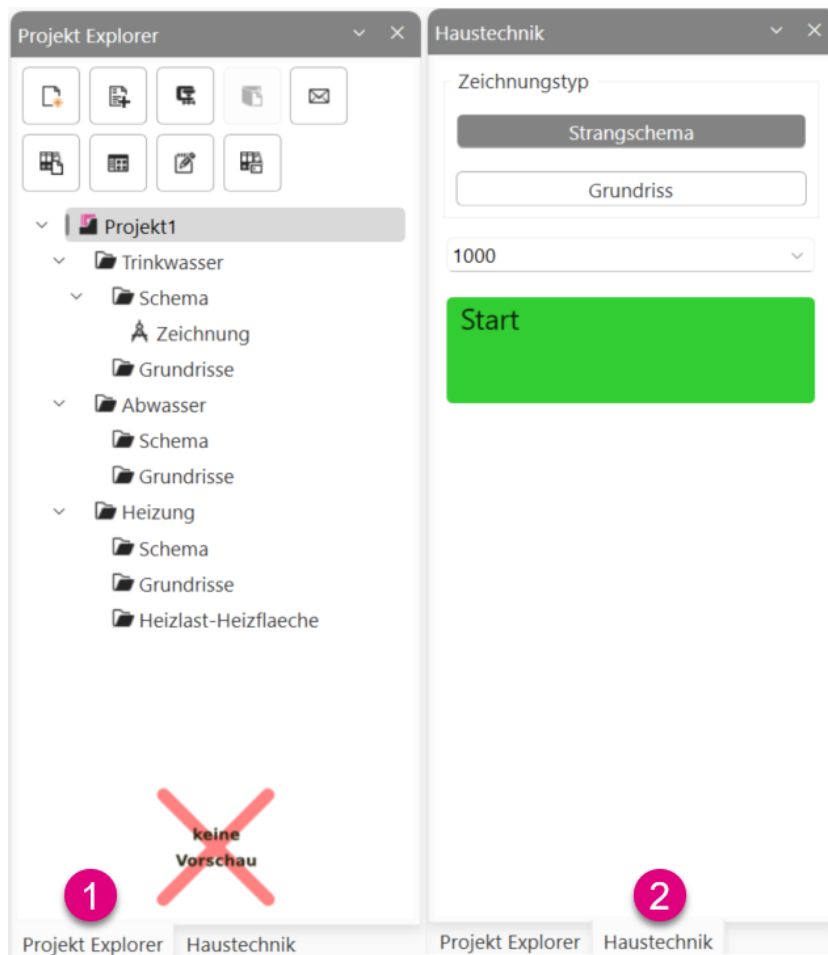 Projekt Explorer
Projekt1
Trinkwasser
Schema
Zeichnung
Grundrisse
Abwasser
Schema
Grundrisse
Heizung
Schema
Grundrisse
Heizlast-Heizflaeche
keine
Vorschau
1
Projekt Explorer Haustechnik
Haustechnik
Zeichnungstyp
Strangschema
Grundriss
1000
Start
2
Projekt Explorer Haustechnik